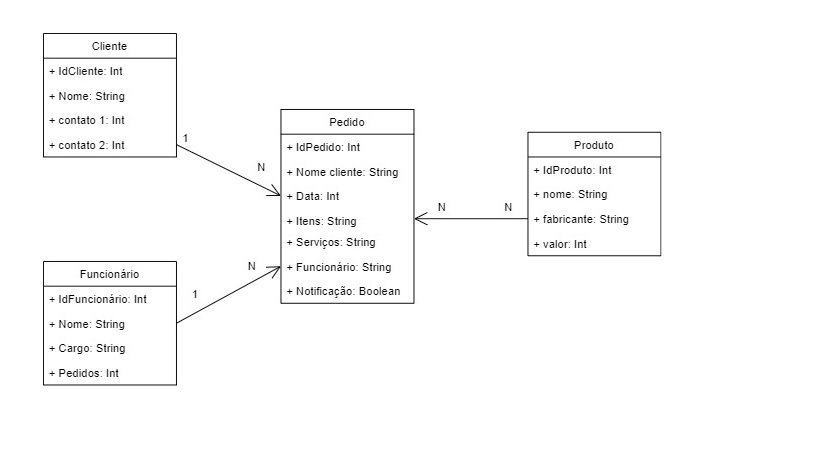 Cliente
+ IdCliente: Int
+ Nome: String
+ contato 1: Int
+ contato 2: Int
1
N
Pedido
+ IdPedido: Int
+ Nome cliente: String
+ Data: Int
+ Itens: String
+ Serviços: String
+ Funcionário: String
+ Notificação: Boolean
N
N
Produto
+ IdProduto: Int
+ nome: String
+ fabricante: String
+ valor: Int
Funcionário
+ IdFuncionário: Int
+ Nome: String
+ Cargo: String
+ Pedidos: Int
1
N